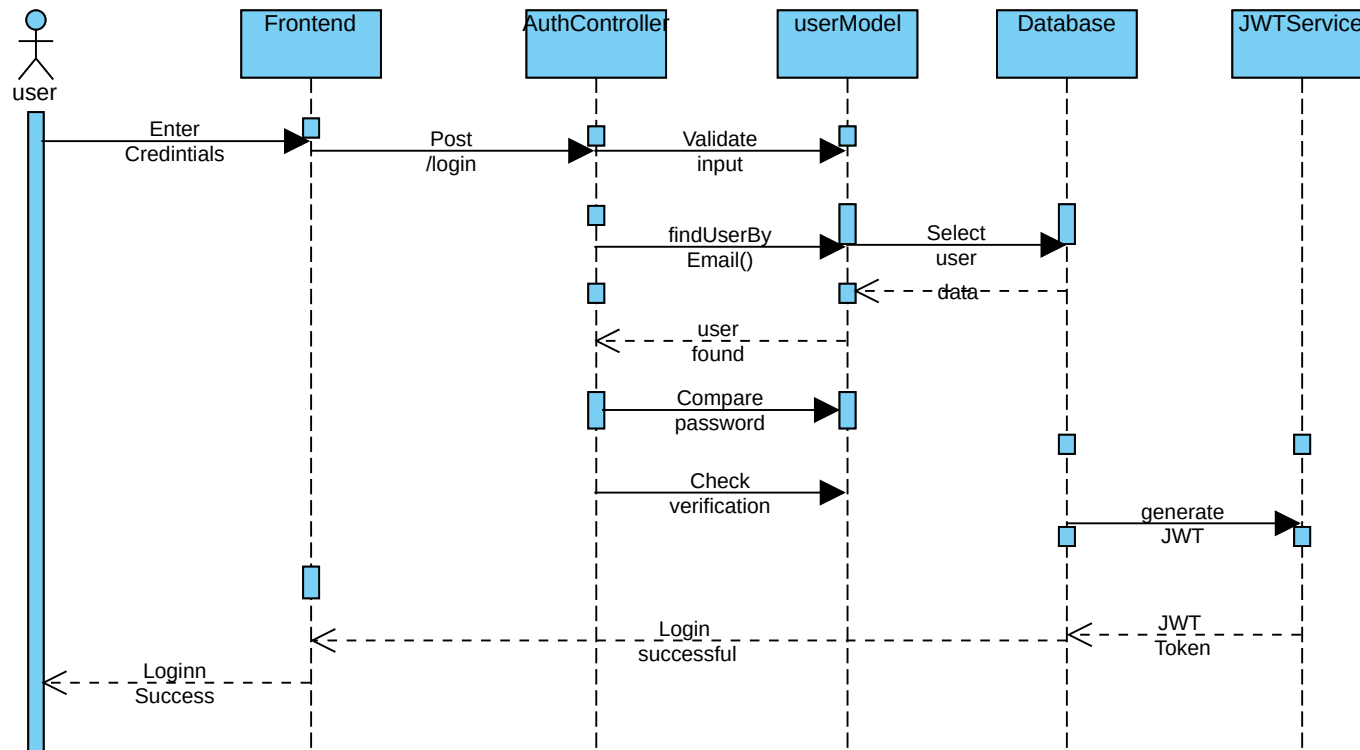 Frontend
AuthController
userModel
Database
JWTService
user
Enter
Credintials
Post
/login
Validate
input
findUserBy
Email()
Select
user
data
user
found
Compare
password
Check
verification
generate
JWT
JWT
Token
Login
successful
Loginn
Success